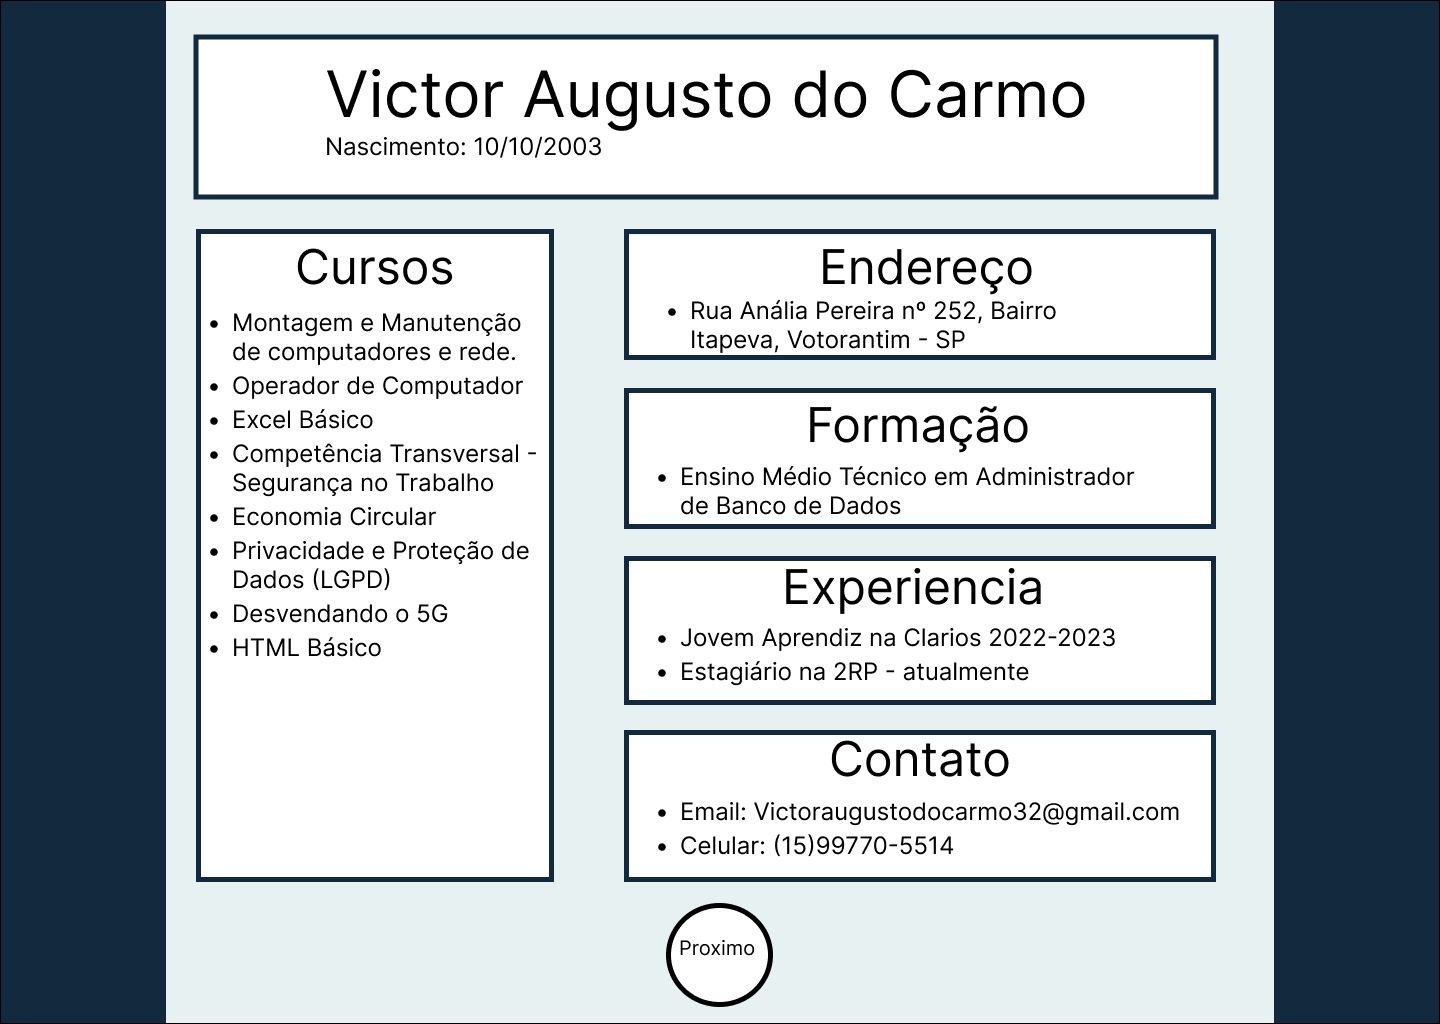 Victor Augusto do Carmo
Nascimento: 10/10/2003
Cursos
• Montagem e Manutenção
de computadores e rede.
• Operador de Computador
• Excel Básico
• Competência Transversal -
Segurança no Trabalho
• Economia Circular
• Privacidade e Proteção de
Dados (LGPD)
• Desvendando o 5G
• HTML Básico
Endereço
• Rua Anália Pereira nº 252, Bairro
Itapeva, Votorantim - SP
Formação
• Ensino Médio Técnico em Administrador
de Banco de Dados
Experiencia
• Jovem Aprendiz na Clarios 2022-2023
• Estagiário na 2RP - atualmente
Contato
• Email: Victoraugustodocarmo32@gmail.com
• Celular: (15)99770-5514
Proximo